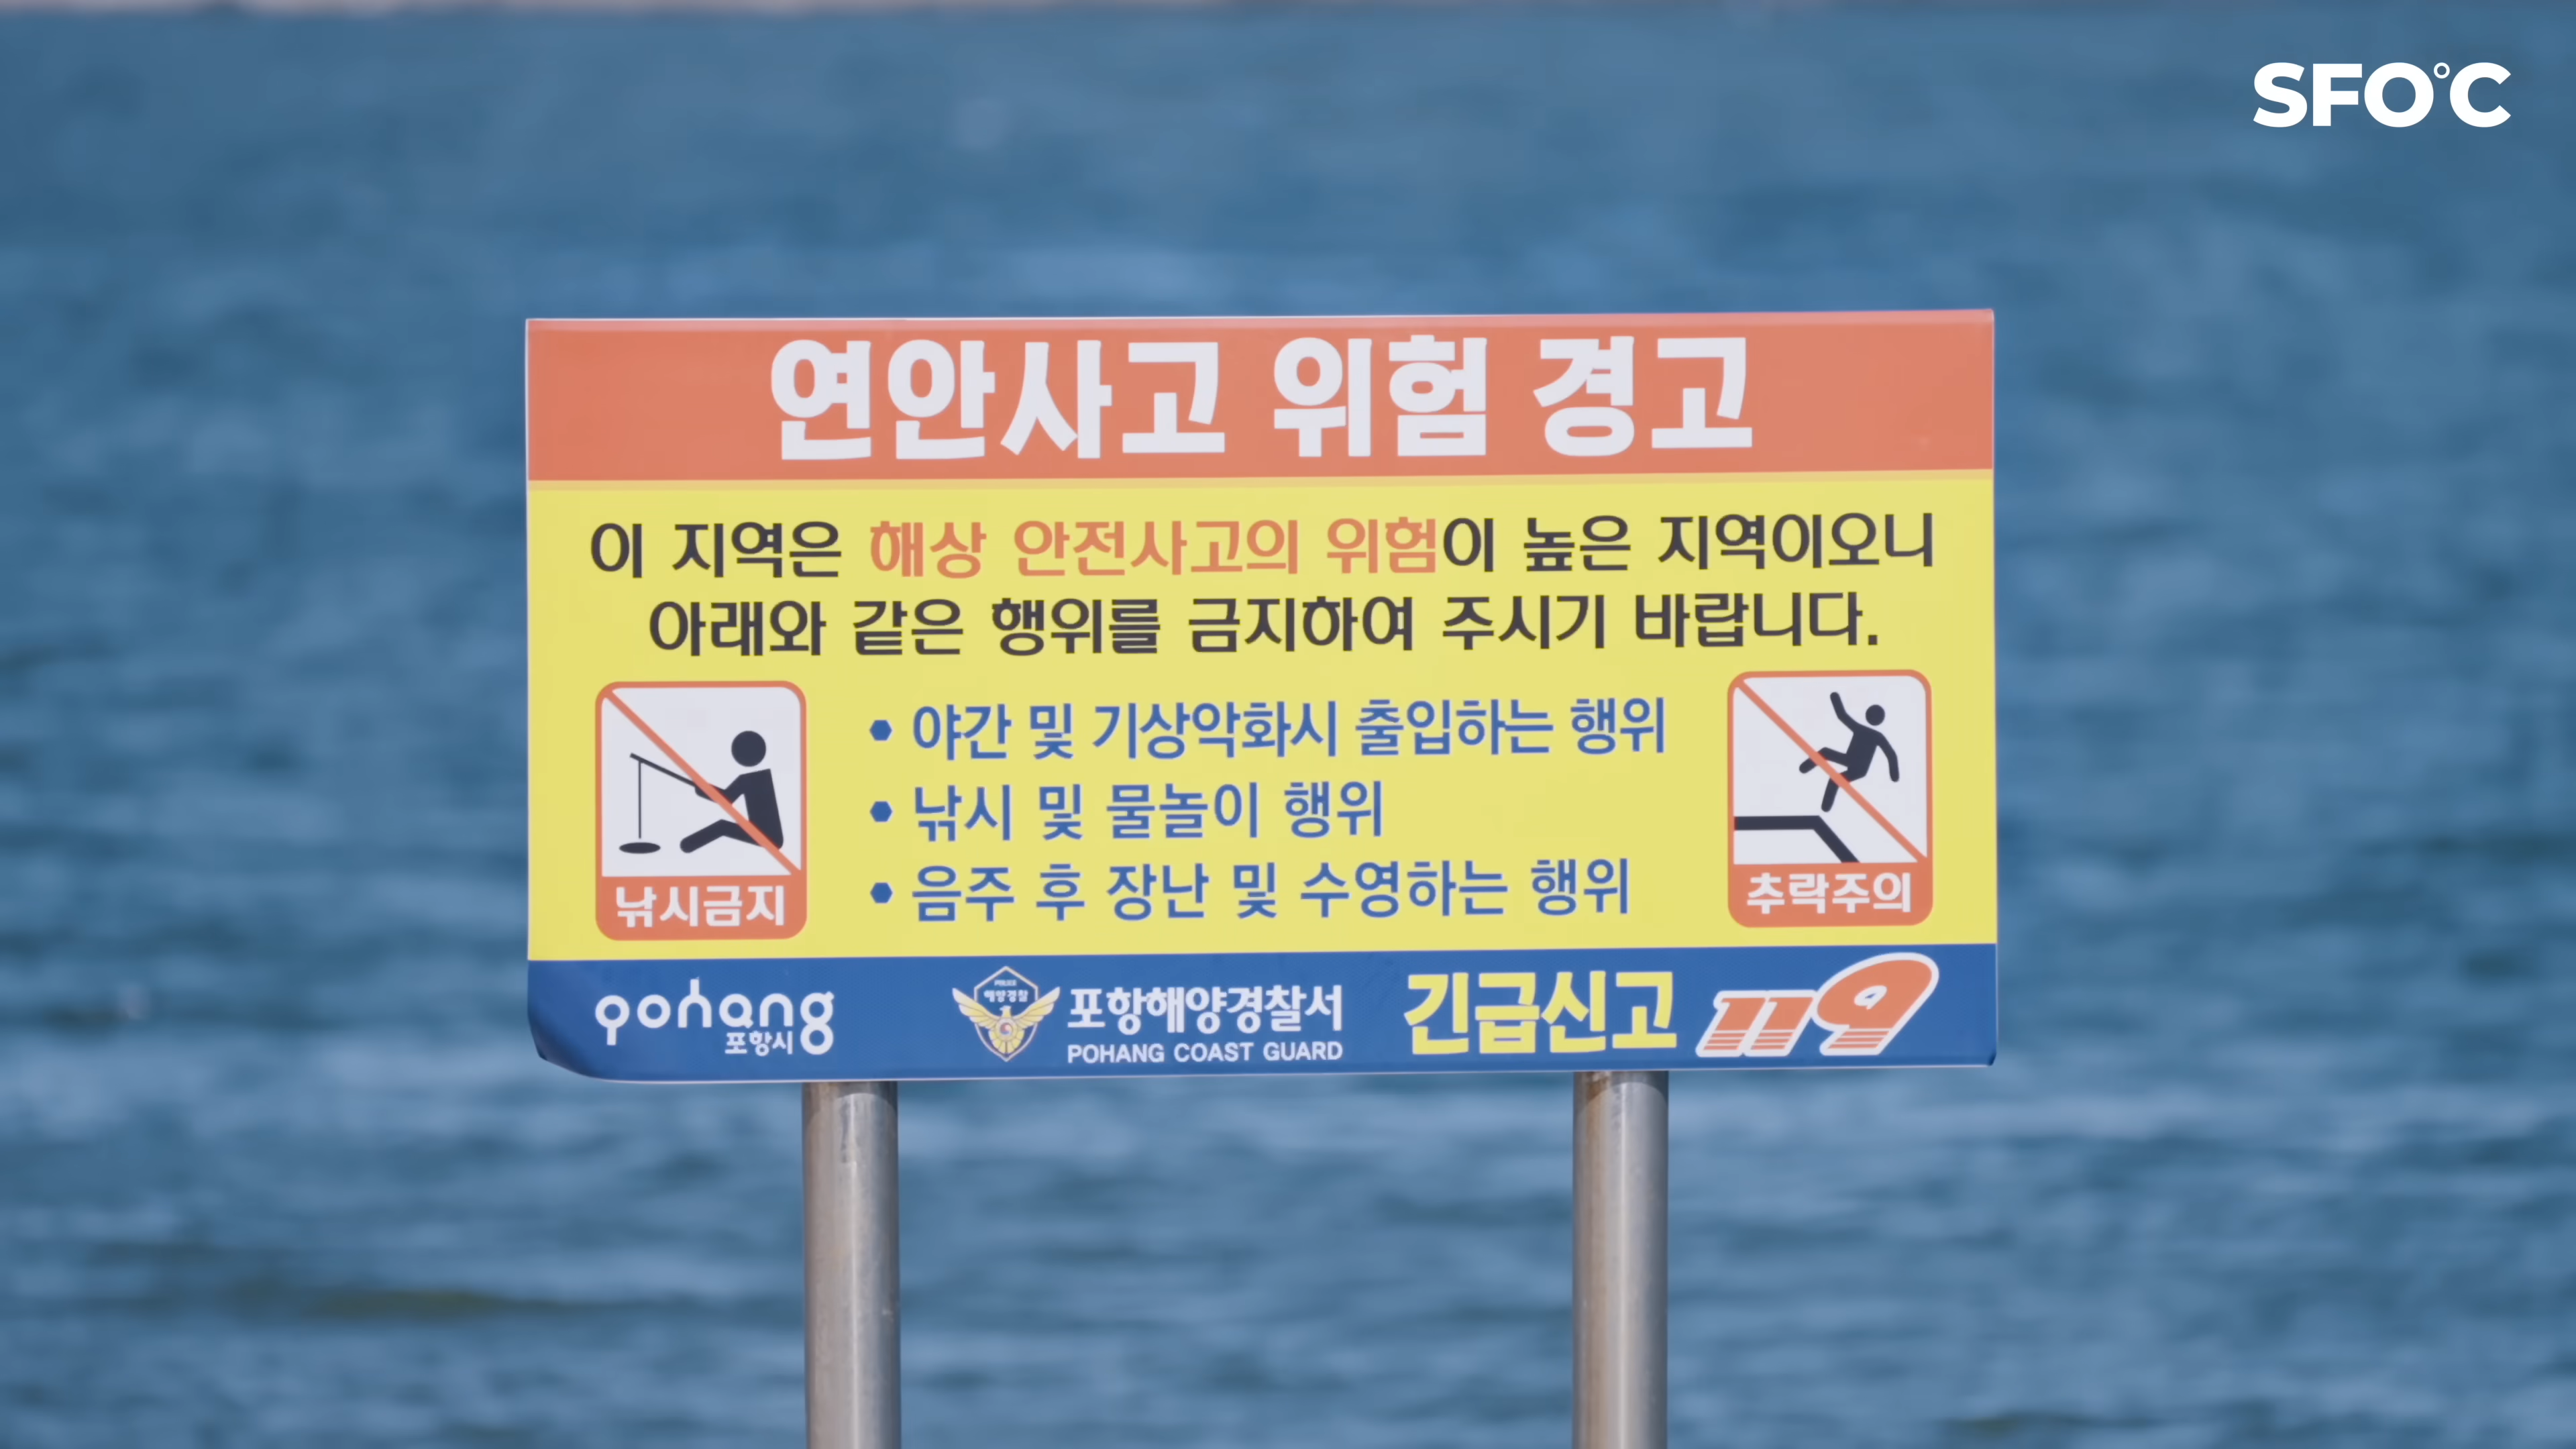 SFO°C
연안사고 위험 경고
이 지역은 해상 안전사고의 위험이 높은 지역이오니
아래와 같은 행위를 금지하여 주시기 바랍니다.
• 야간 및 기상악화시 출입하는 행위
• 낚시 및 물놀이 행위
• 음주 후 장난 및 수영하는 행위
낚시금지
추락주의
pohang
포항시
POLICE
해양경찰
포항해양경찰서
POHANG COAST GUARD
긴급신고 119